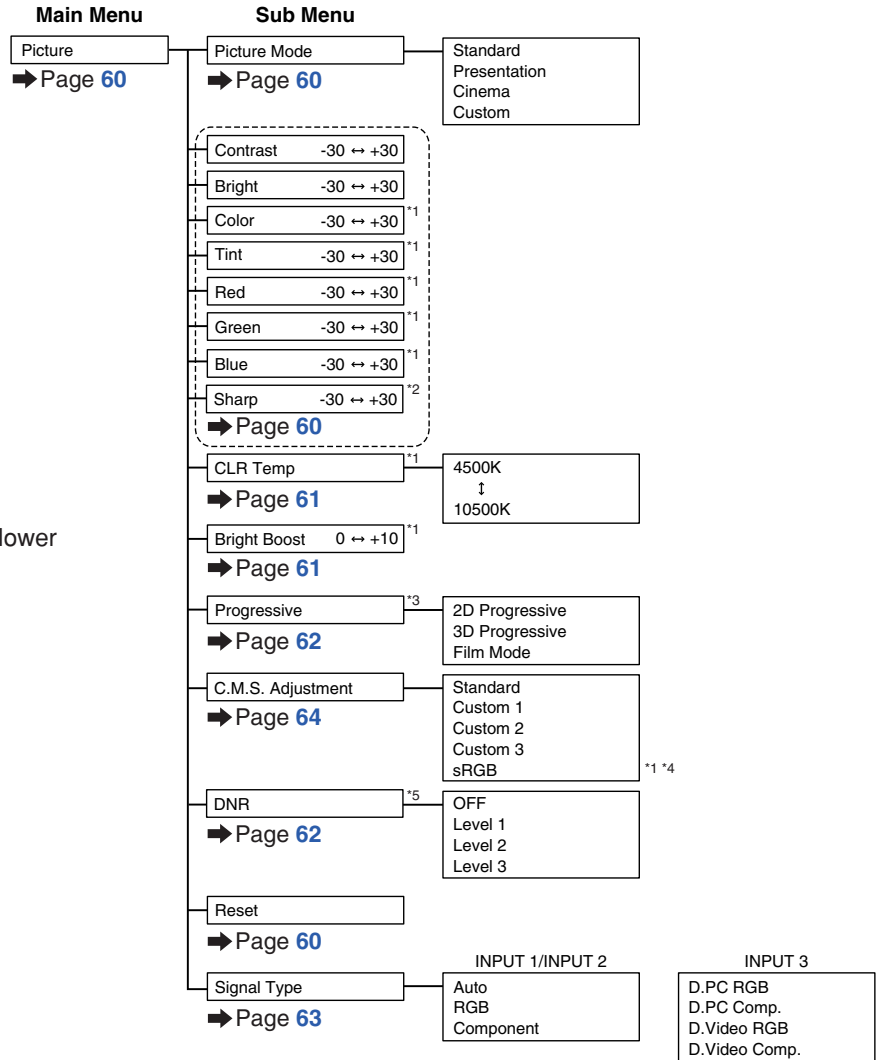 Main Menu
Sub Menu
Picture
➡ Page 60
Picture Mode
➡ Page 60
Standard
Presentation
Cinema
Custom
Contrast -30 ↔ +30
Bright -30 ↔ +30
Color -30 ↔ +30 *1
Tint -30 ↔ +30 *1
Red -30 ↔ +30 *1
Green -30 ↔ +30 *1
Blue -30 ↔ +30 *1
Sharp -30 ↔ +30 *2
➡ Page 60
CLR Temp *1
➡ Page 61
4500K
↕
10500K
lower
Bright Boost 0 ↔ +10 *1
➡ Page 61
Progressive *3
➡ Page 62
2D Progressive
3D Progressive
Film Mode
C.M.S. Adjustment
➡ Page 64
Standard
Custom 1
Custom 2
Custom 3
sRGB *1 *4
DNR *5
➡ Page 62
OFF
Level 1
Level 2
Level 3
Reset
➡ Page 60
Signal Type
➡ Page 63
INPUT 1/INPUT 2
Auto
RGB
Component
INPUT 3
D.PC RGB
D.PC Comp.
D.Video RGB
D.Video Comp.